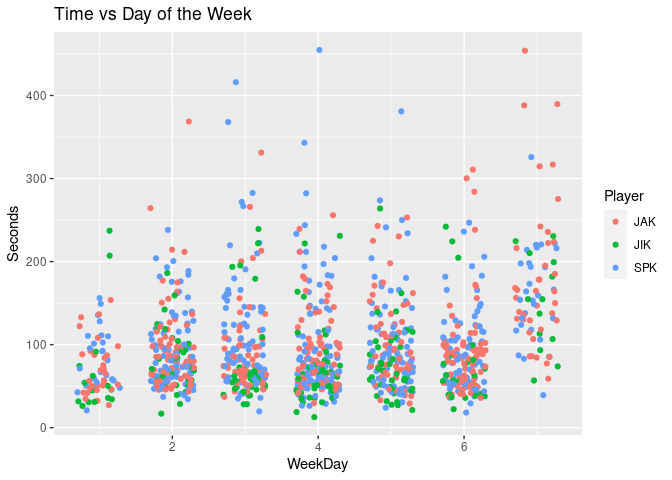 Time vs Day of the Week
400
300
200
100
0
Seconds
2 4 6
WeekDay
Player
JAK
JIK
SPK